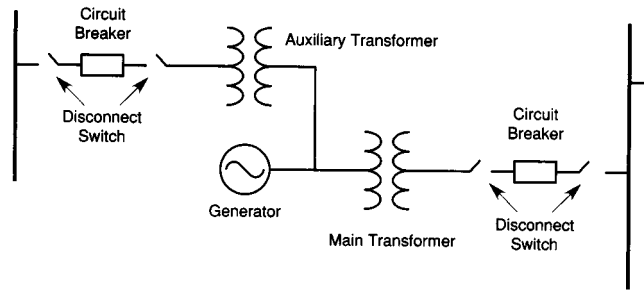 Circuit
Breaker
Auxiliary Transformer
Disconnect
Switch
Circuit
Breaker
Generator
Main Transformer
Disconnect
Switch